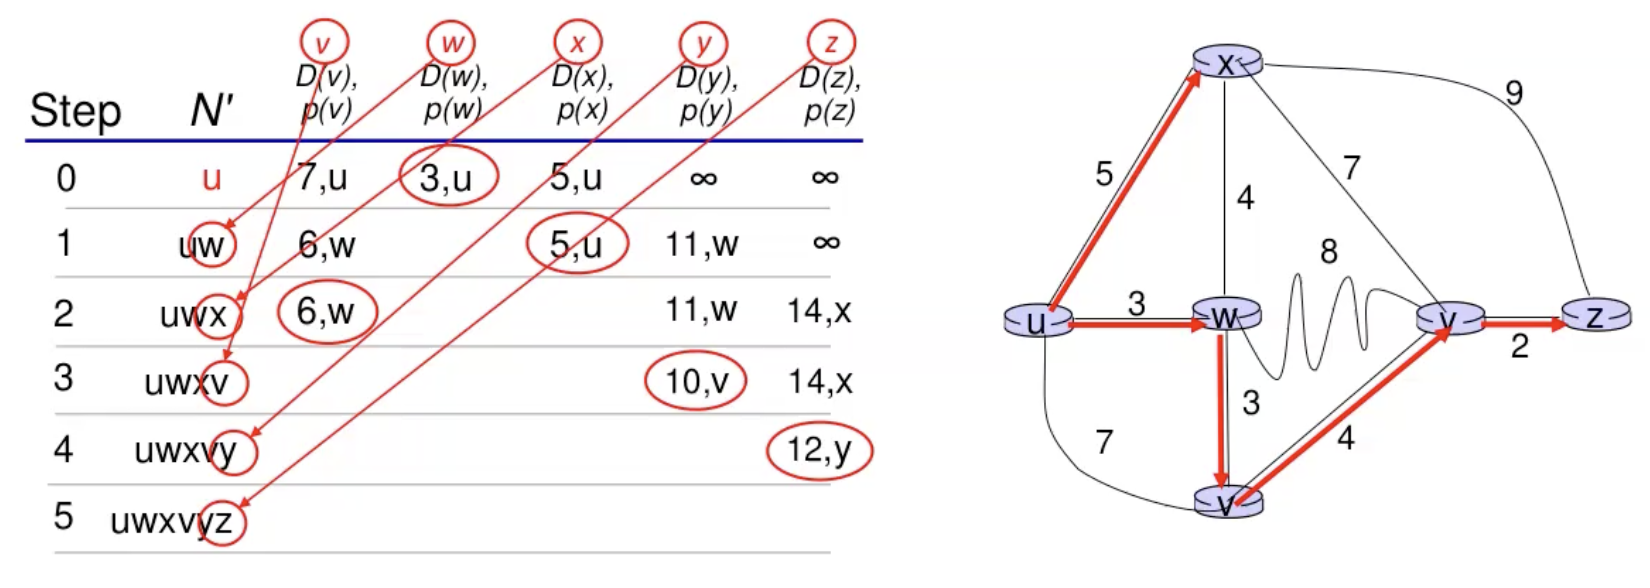 v w x y z
D(v), D(w), D(x), D(y), D(z),
Step N' p(v) p(w) p(x) p(y) p(z)
0 u 7,u 3,u 5,u ∞ ∞
1 uw 6,w 5,u 11,w ∞
2 uwx 6,w 11,w 14,x
3 uwxv 10,v 14,x
4 uwxvy 12,y
5 uwxvyz
x
9
5
7
4
8
u
3
w
y
z
2
3
4
7
v